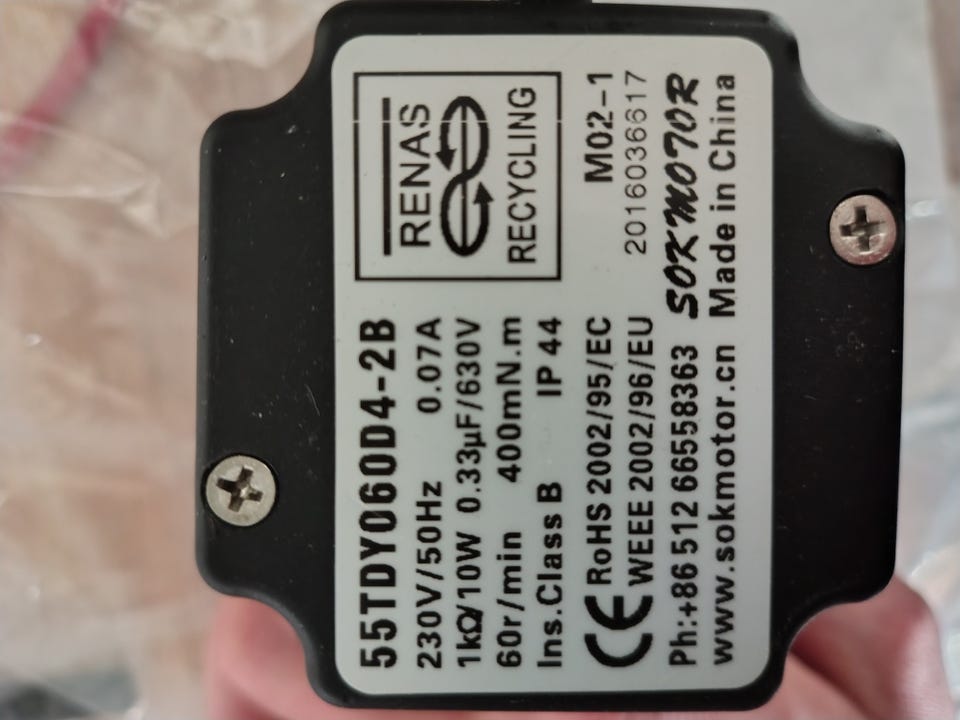 55TDY060D4-2B
230V/50Hz 0.07A
1kΩ/10W 0.33µF/630V
60r/min 400mN.m
Ins.Class B IP 44
RENAS
RECYCLING
CE RoHS 2002/95/EC
WEEE 2002/96/EU
M02-1
2016036617
Ph:+86 512 66558363 SOKMOTOR
www.sokmotor.cn Made in China